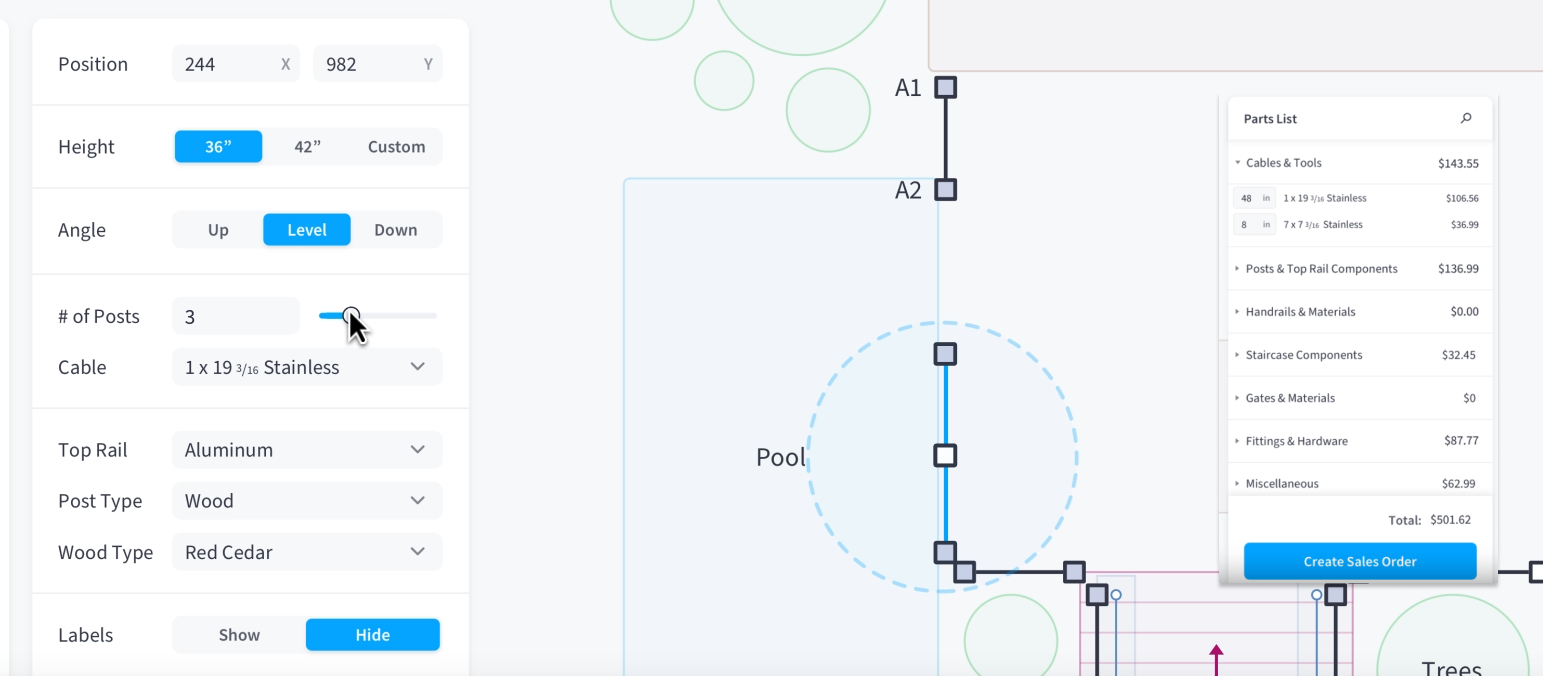 Position 244 X 982 Y
Height 36” 42” Custom
Angle Up Level Down
# of Posts 3
Cable 1 x 19 3/16 Stainless
Top Rail Aluminum
Post Type Wood
Wood Type Red Cedar
Labels Show Hide
A1
A2
Pool
Trees
Parts List
Cables & Tools $143.55
48 in 1 x 19 3/16 Stainless $106.56
8 in 7 x 7 3/16 Stainless $36.99
Posts & Top Rail Components $136.99
Handrails & Materials $0.00
Staircase Components $32.45
Gates & Materials $0
Fittings & Hardware $87.77
Miscellaneous $62.99
Total: $501.62
Create Sales Order